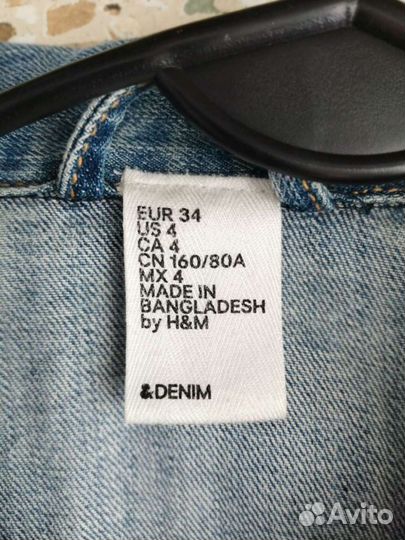 EUR 34
US 4
CA 4
CN 160/80A
MX 4
MADE IN
BANGLADESH
by H&M
&DENIM
Avito